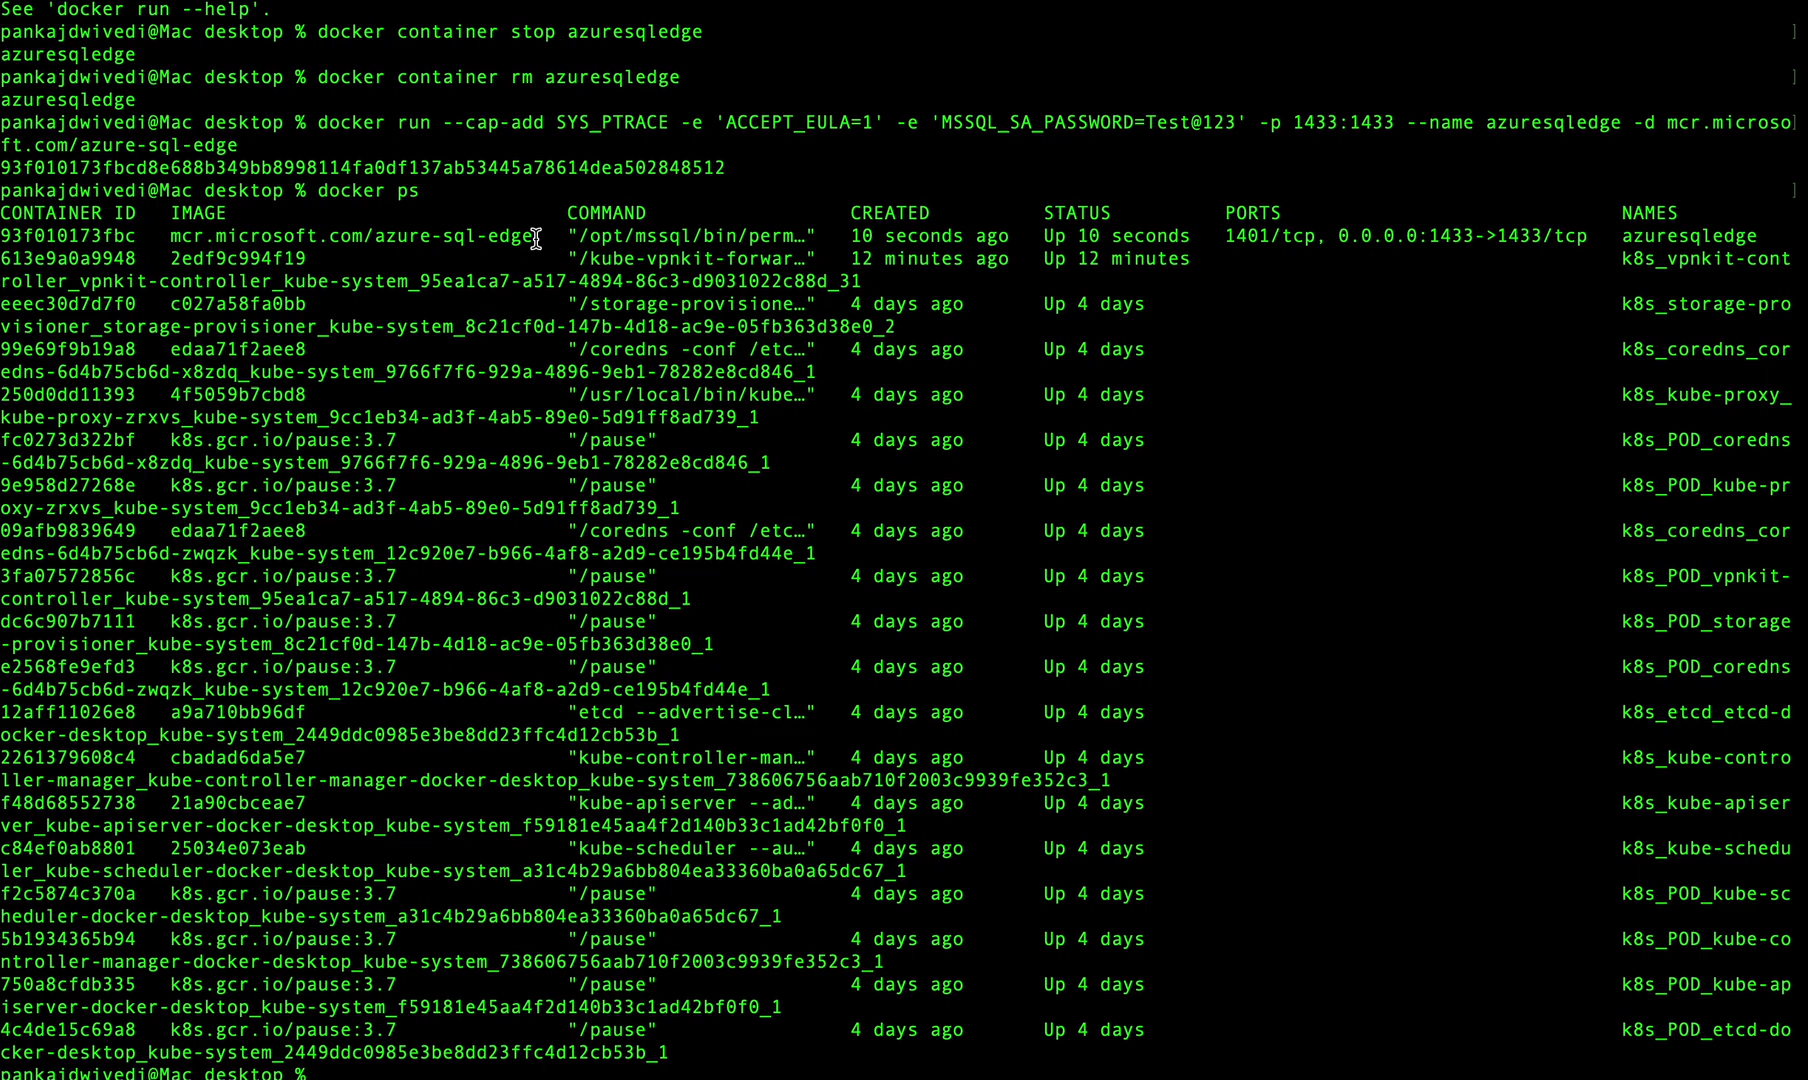 See 'docker run --help'.
pankajdwivedi@Mac desktop % docker container stop azuresqledge ]
azuresqledge
pankajdwivedi@Mac desktop % docker container rm azuresqledge ]
azuresqledge
pankajdwivedi@Mac desktop % docker run --cap-add SYS_PTRACE -e 'ACCEPT_EULA=1' -e 'MSSQL_SA_PASSWORD=Test@123' -p 1433:1433 --name azuresqledge -d mcr.microso]
ft.com/azure-sql-edge
93f010173fbcd8e688b349bb8998114fa0df137ab53445a78614dea502848512
pankajdwivedi@Mac desktop % docker ps ]
CONTAINER ID   IMAGE                              COMMAND                  CREATED          STATUS          PORTS                              NAMES
93f010173fbc   mcr.microsoft.com/azure-sql-edge   "/opt/mssql/bin/perm…"   10 seconds ago   Up 10 seconds   1401/tcp, 0.0.0.0:1433->1433/tcp   azuresqledge
613e9a0a9948   2edf9c994f19                       "/kube-vpnkit-forwar…"   12 minutes ago   Up 12 minutes                                      k8s_vpnkit-cont
roller_vpnkit-controller_kube-system_95ea1ca7-a517-4894-86c3-d9031022c88d_31
eeec30d7d7f0   c027a58fa0bb                       "/storage-provisione…"   4 days ago       Up 4 days                                          k8s_storage-pro
visioner_storage-provisioner_kube-system_8c21cf0d-147b-4d18-ac9e-05fb363d38e0_2
99e69f9b19a8   edaa71f2aee8                       "/coredns -conf /etc…"   4 days ago       Up 4 days                                          k8s_coredns_cor
edns-6d4b75cb6d-x8zdq_kube-system_9766f7f6-929a-4896-9eb1-78282e8cd846_1
250d0dd11393   4f5059b7cbd8                       "/usr/local/bin/kube…"   4 days ago       Up 4 days                                          k8s_kube-proxy_
kube-proxy-zrxvs_kube-system_9cc1eb34-ad3f-4ab5-89e0-5d91ff8ad739_1
fc0273d322bf   k8s.gcr.io/pause:3.7               "/pause"                 4 days ago       Up 4 days                                          k8s_POD_coredns
-6d4b75cb6d-x8zdq_kube-system_9766f7f6-929a-4896-9eb1-78282e8cd846_1
9e958d27268e   k8s.gcr.io/pause:3.7               "/pause"                 4 days ago       Up 4 days                                          k8s_POD_kube-pr
oxy-zrxvs_kube-system_9cc1eb34-ad3f-4ab5-89e0-5d91ff8ad739_1
09afb9839649   edaa71f2aee8                       "/coredns -conf /etc…"   4 days ago       Up 4 days                                          k8s_coredns_cor
edns-6d4b75cb6d-zwqzk_kube-system_12c920e7-b966-4af8-a2d9-ce195b4fd44e_1
3fa07572856c   k8s.gcr.io/pause:3.7               "/pause"                 4 days ago       Up 4 days                                          k8s_POD_vpnkit-
controller_kube-system_95ea1ca7-a517-4894-86c3-d9031022c88d_1
dc6c907b7111   k8s.gcr.io/pause:3.7               "/pause"                 4 days ago       Up 4 days                                          k8s_POD_storage
-provisioner_kube-system_8c21cf0d-147b-4d18-ac9e-05fb363d38e0_1
e2568fe9efd3   k8s.gcr.io/pause:3.7               "/pause"                 4 days ago       Up 4 days                                          k8s_POD_coredns
-6d4b75cb6d-zwqzk_kube-system_12c920e7-b966-4af8-a2d9-ce195b4fd44e_1
12aff11026e8   a9a710bb96df                       "etcd --advertise-cl…"   4 days ago       Up 4 days                                          k8s_etcd_etcd-d
ocker-desktop_kube-system_2449ddc0985e3be8dd23ffc4d12cb53b_1
2261379608c4   cbadad6da5e7                       "kube-controller-man…"   4 days ago       Up 4 days                                          k8s_kube-contro
ller-manager_kube-controller-manager-docker-desktop_kube-system_738606756aab710f2003c9939fe352c3_1
f48d68552738   21a90cbceae7                       "kube-apiserver --ad…"   4 days ago       Up 4 days                                          k8s_kube-apiser
ver_kube-apiserver-docker-desktop_kube-system_f59181e45aa4f2d140b33c1ad42bf0f0_1
c84ef0ab8801   25034e073eab                       "kube-scheduler --au…"   4 days ago       Up 4 days                                          k8s_kube-schedu
ler_kube-scheduler-docker-desktop_kube-system_a31c4b29a6bb804ea33360ba0a65dc67_1
f2c5874c370a   k8s.gcr.io/pause:3.7               "/pause"                 4 days ago       Up 4 days                                          k8s_POD_kube-sc
heduler-docker-desktop_kube-system_a31c4b29a6bb804ea33360ba0a65dc67_1
5b1934365b94   k8s.gcr.io/pause:3.7               "/pause"                 4 days ago       Up 4 days                                          k8s_POD_kube-co
ntroller-manager-docker-desktop_kube-system_738606756aab710f2003c9939fe352c3_1
750a8cfdb335   k8s.gcr.io/pause:3.7               "/pause"                 4 days ago       Up 4 days                                          k8s_POD_kube-ap
iserver-docker-desktop_kube-system_f59181e45aa4f2d140b33c1ad42bf0f0_1
4c4de15c69a8   k8s.gcr.io/pause:3.7               "/pause"                 4 days ago       Up 4 days                                          k8s_POD_etcd-do
cker-desktop_kube-system_2449ddc0985e3be8dd23ffc4d12cb53b_1
pankajdwivedi@Mac desktop %